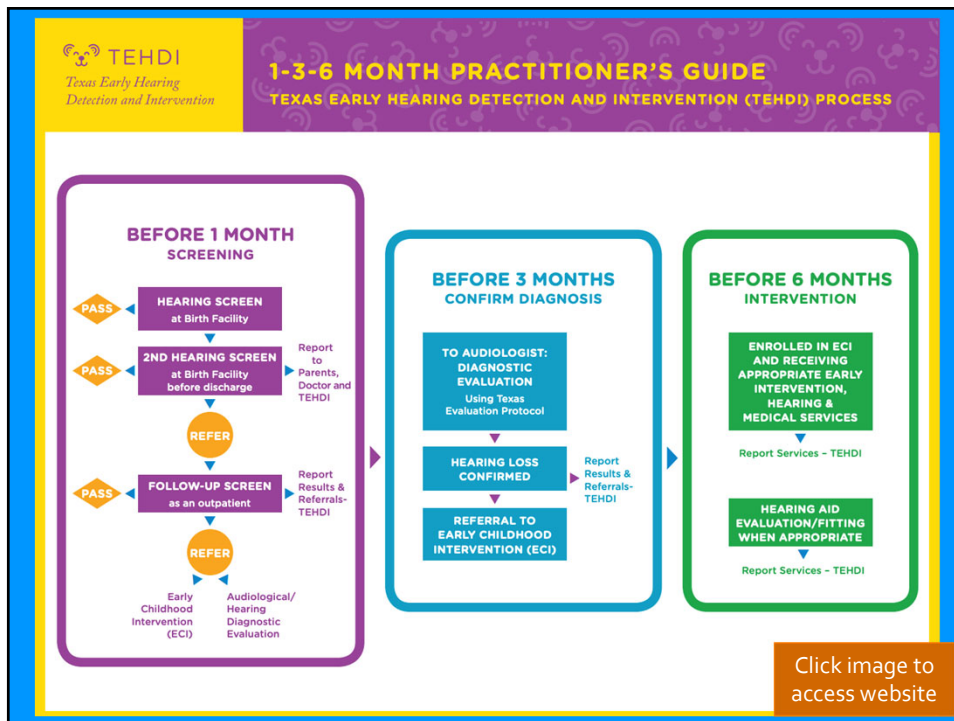 TEHDI
Texas Early Hearing
Detection and Intervention
1-3-6 MONTH PRACTITIONER'S GUIDE
TEXAS EARLY HEARING DETECTION AND INTERVENTION (TEHDI) PROCESS
BEFORE 1 MONTH
SCREENING
PASS
HEARING SCREEN
at Birth Facility
PASS
2ND HEARING SCREEN
at Birth Facility
before discharge
Report
to
Parents,
Doctor and
TEHDI
REFER
PASS
FOLLOW-UP SCREEN
as an outpatient
Report
Results &
Referrals-
TEHDI
REFER
Early
Childhood
Intervention
(ECI)
Audiological/
Hearing
Diagnostic
Evaluation
BEFORE 3 MONTHS
CONFIRM DIAGNOSIS
TO AUDIOLOGIST:
DIAGNOSTIC
EVALUATION
Using Texas
Evaluation Protocol
HEARING LOSS
CONFIRMED
Report
Results &
Referrals-
TEHDI
REFERRAL TO
EARLY CHILDHOOD
INTERVENTION (ECI)
BEFORE 6 MONTHS
INTERVENTION
ENROLLED IN ECI
AND RECEIVING
APPROPRIATE EARLY
INTERVENTION,
HEARING &
MEDICAL SERVICES
Report Services – TEHDI
HEARING AID
EVALUATION/FITTING
WHEN APPROPRIATE
Report Services – TEHDI
Click image to
access website